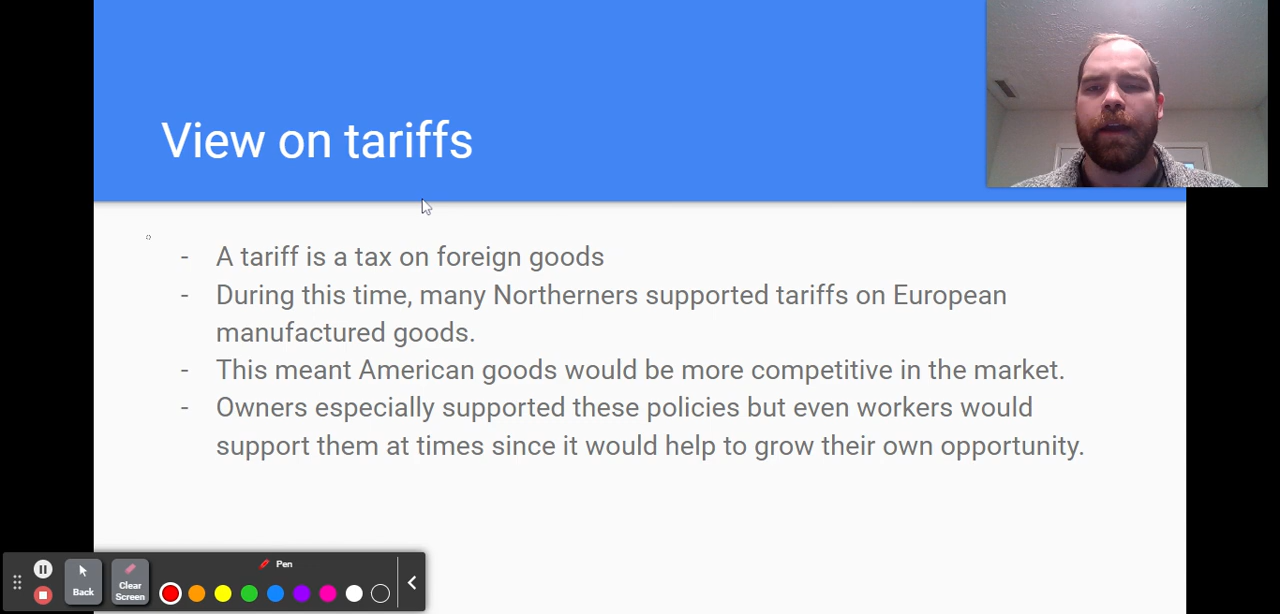 View on tariffs
- A tariff is a tax on foreign goods
- During this time, many Northerners supported tariffs on European
manufactured goods.
- This meant American goods would be more competitive in the market.
- Owners especially supported these policies but even workers would
support them at times since it would help to grow their own opportunity.
Pen
Back
Clear
Screen